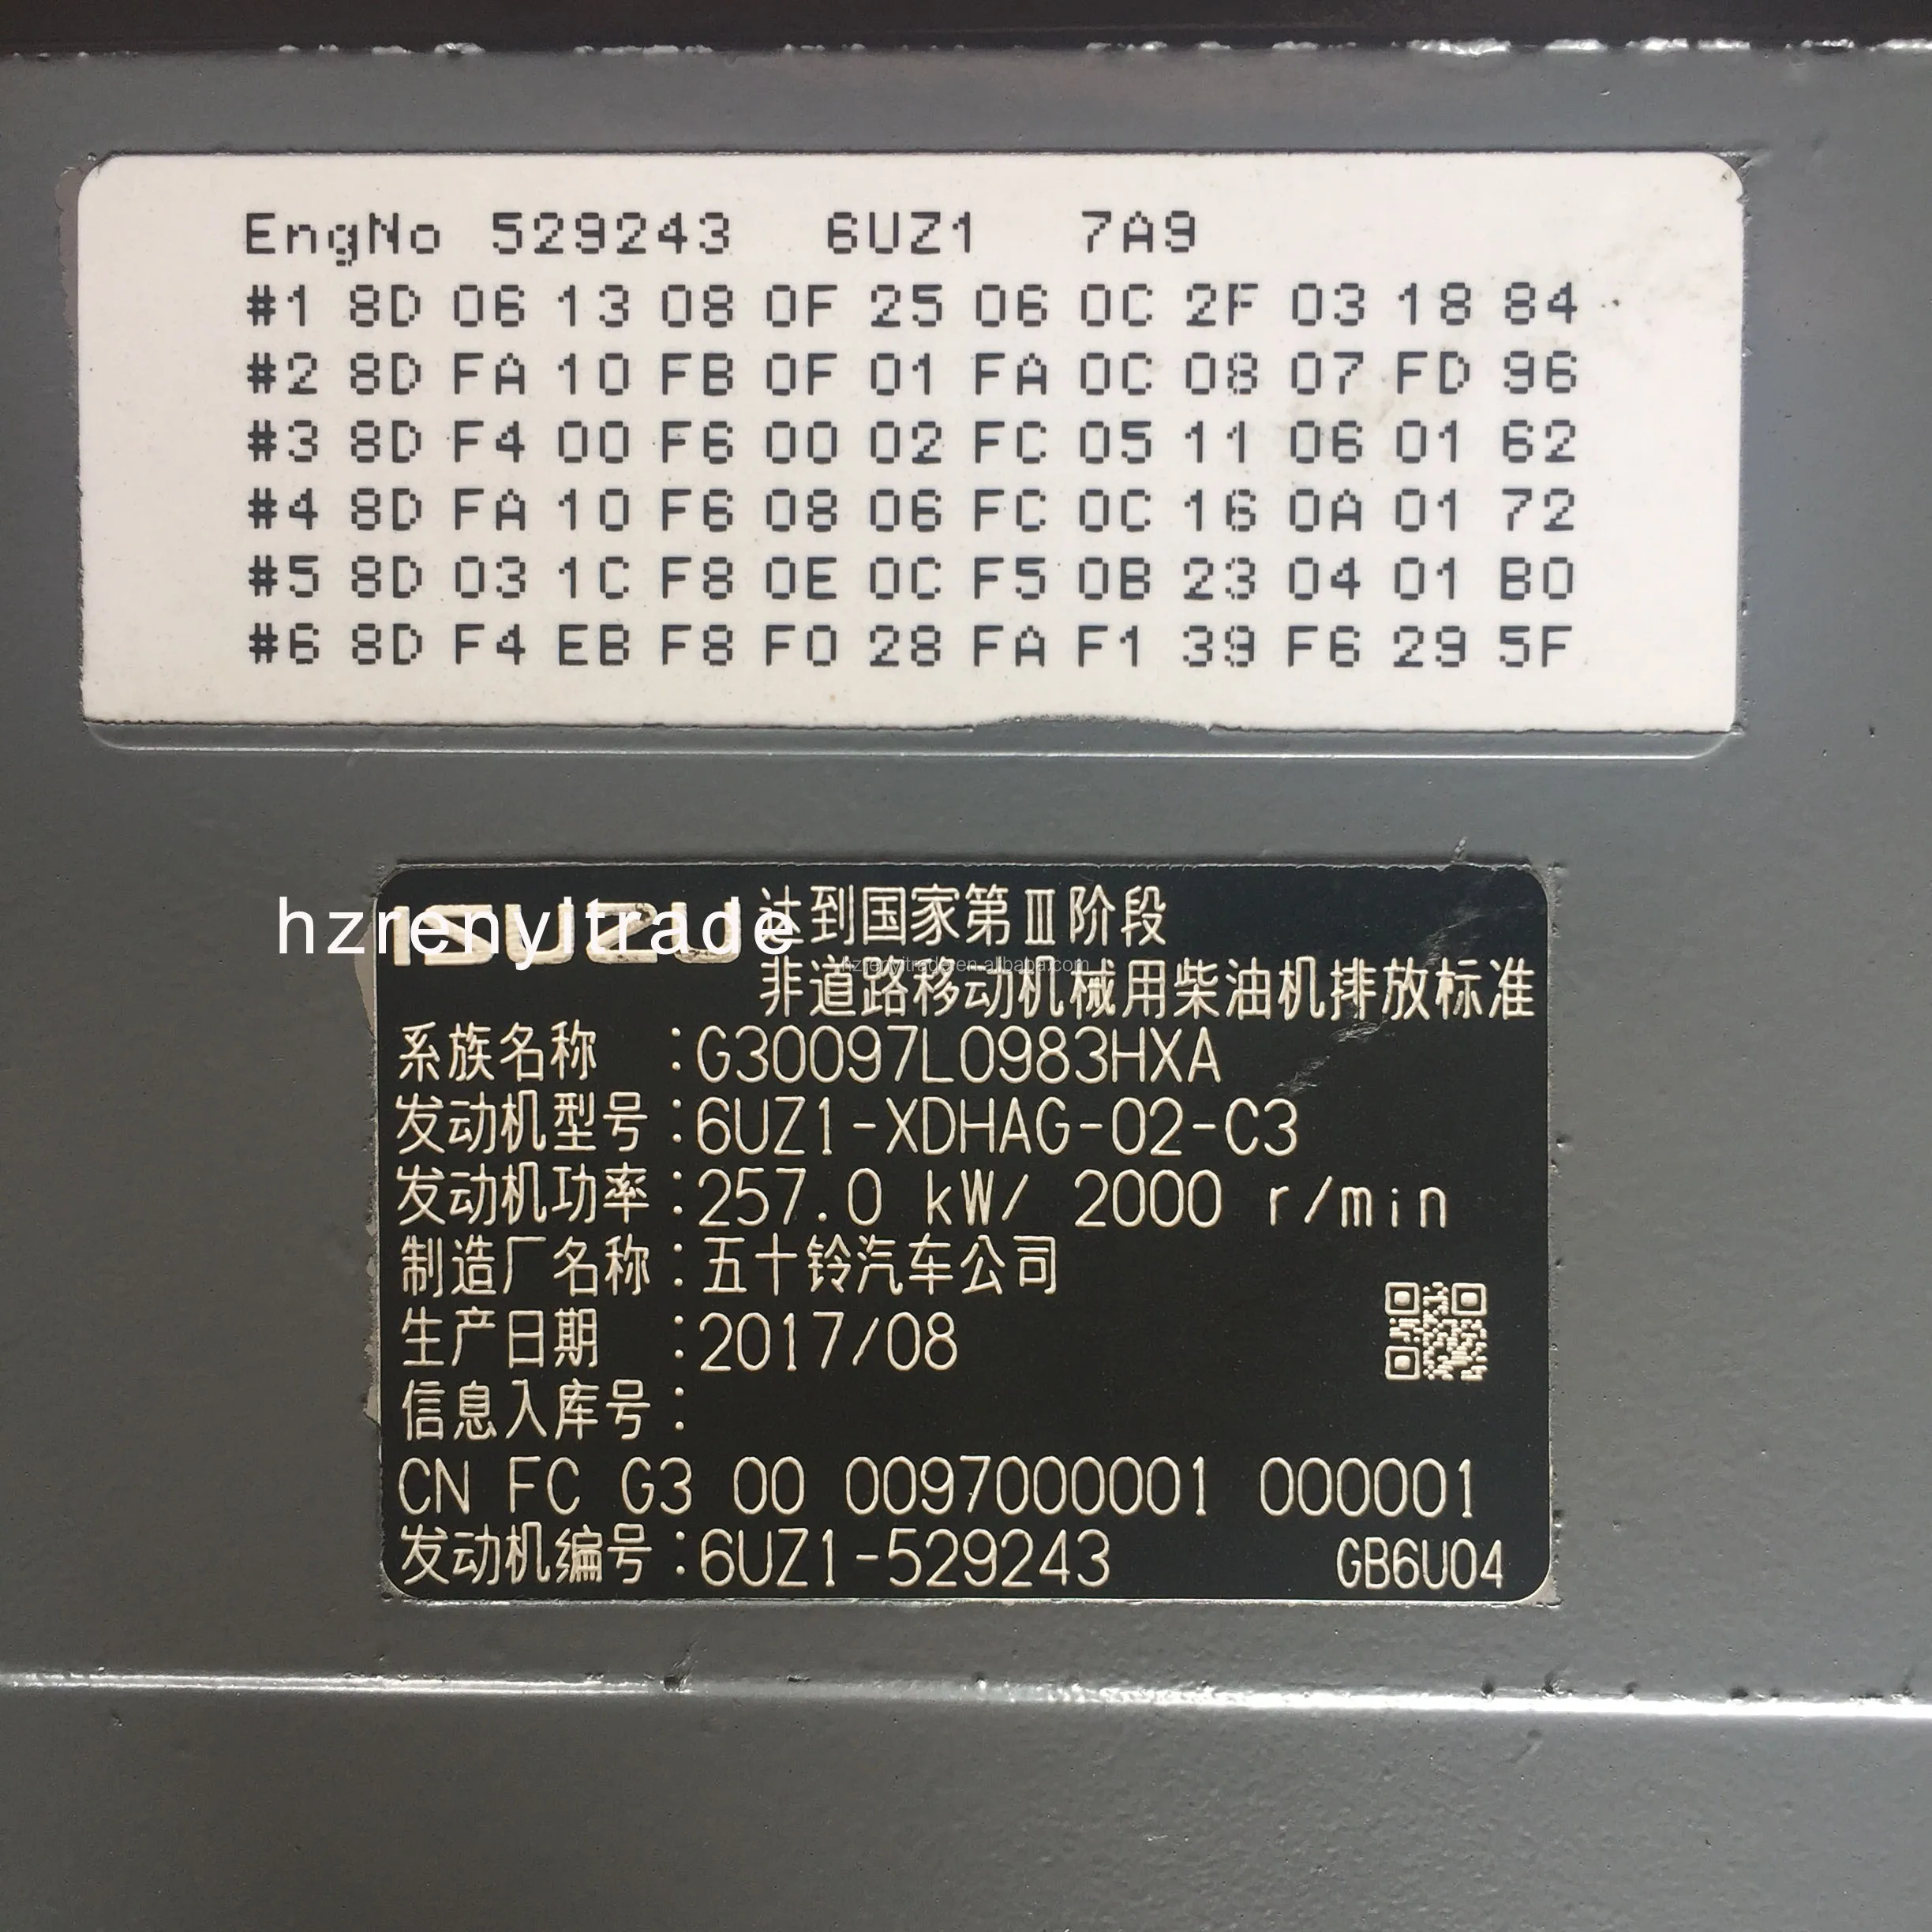 EngNo 529243 6UZ1 7A9
#1 8D 06 13 08 0F 25 06 0C 2F 03 18 84
#2 8D FA 10 FB 0F 01 FA 0C 08 07 FD 96
#3 8D F4 00 F6 00 02 FC 05 11 06 01 62
#4 8D FA 10 F6 08 06 FC 0C 16 0A 01 72
#5 8D 03 1C F8 0E 0C F5 0B 23 04 01 B0
#6 8D F4 EB F8 F0 28 FA F1 39 F6 29 5F
ISUZU 达到国家第Ⅲ阶段
hzrenyitrade
hzrenyitrade.en.alibaba.com
非道路移动机械用柴油机排放标准
系族名称 :G30097L0983HXA
发动机型号:6UZ1-XDHAG-02-C3
发动机功率:257.0 kW/ 2000 r/min
制造厂名称:五十铃汽车公司
生产日期 :2017/08
信息入库号:
CN FC G3 00 0097000001 000001
发动机编号:6UZ1-529243 GB6U04